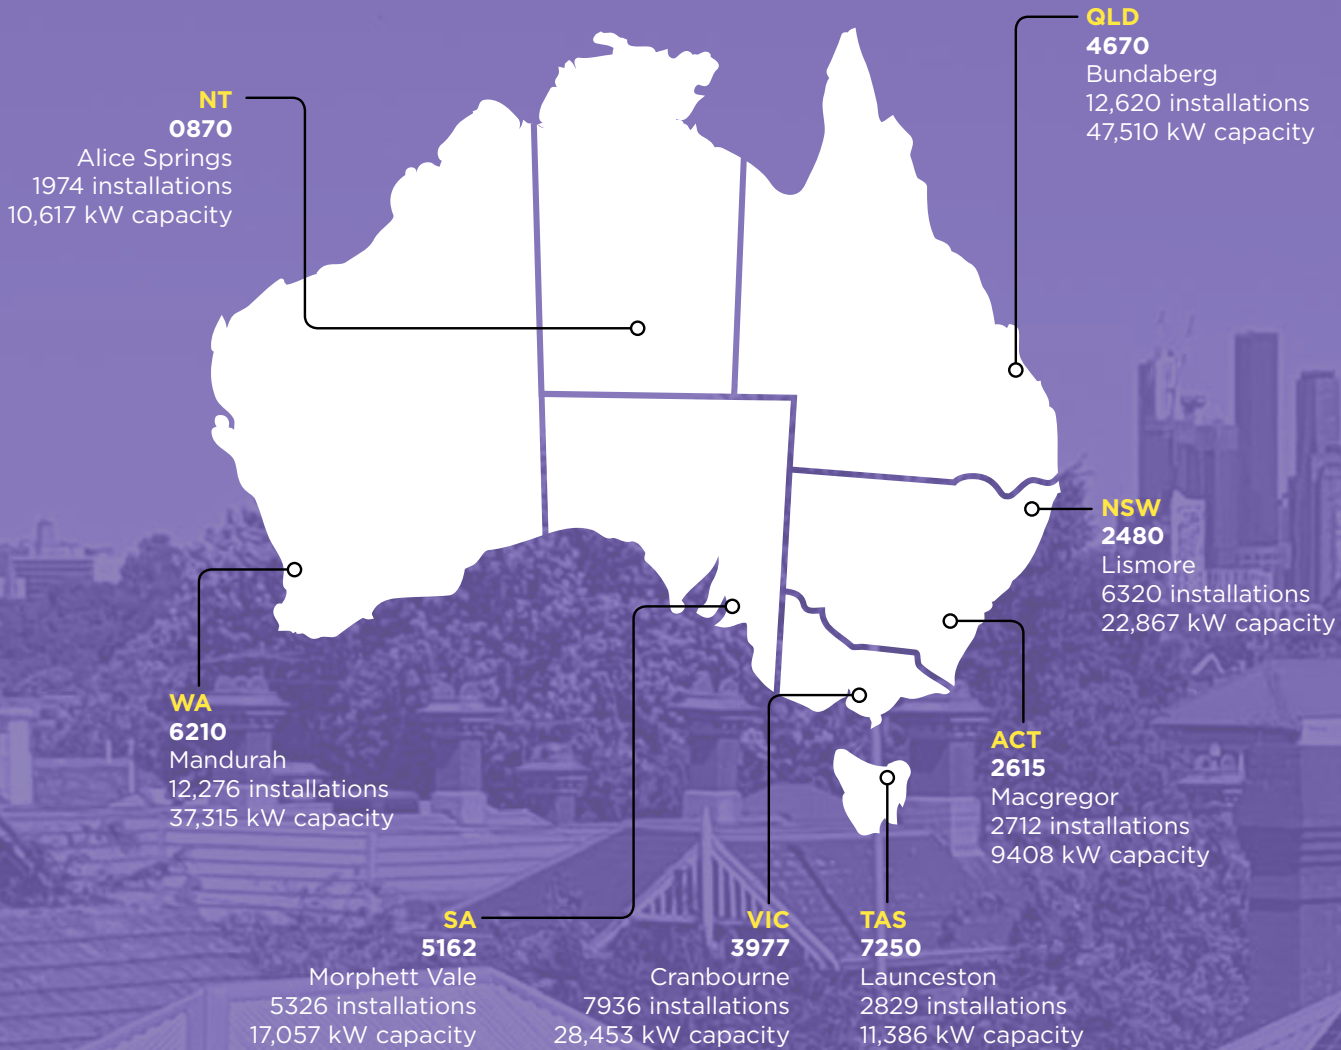 QLD
4670
Bundaberg
12,620 installations
47,510 kW capacity
NT
0870
Alice Springs
1974 installations
10,617 kW capacity
NSW
2480
Lismore
6320 installations
22,867 kW capacity
WA
6210
Mandurah
12,276 installations
37,315 kW capacity
ACT
2615
Macgregor
2712 installations
9408 kW capacity
SA
5162
Morphett Vale
5326 installations
17,057 kW capacity
VIC
3977
Cranbourne
7936 installations
28,453 kW capacity
TAS
7250
Launceston
2829 installations
11,386 kW capacity